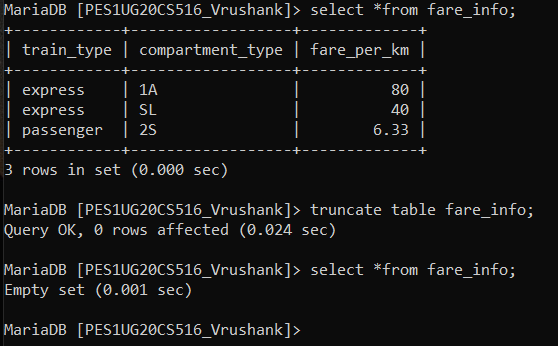 MariaDB [PES1UG20CS516_Vrushank]> select *from fare_info;
+------------+------------------+-------------+
| train_type | compartment_type | fare_per_km |
+------------+------------------+-------------+
| express    | 1A               |          80 |
| express    | SL               |          40 |
| passenger  | 2S               |        6.33 |
+------------+------------------+-------------+
3 rows in set (0.000 sec)
MariaDB [PES1UG20CS516_Vrushank]> truncate table fare_info;
Query OK, 0 rows affected (0.024 sec)
MariaDB [PES1UG20CS516_Vrushank]> select *from fare_info;
Empty set (0.001 sec)
MariaDB [PES1UG20CS516_Vrushank]>